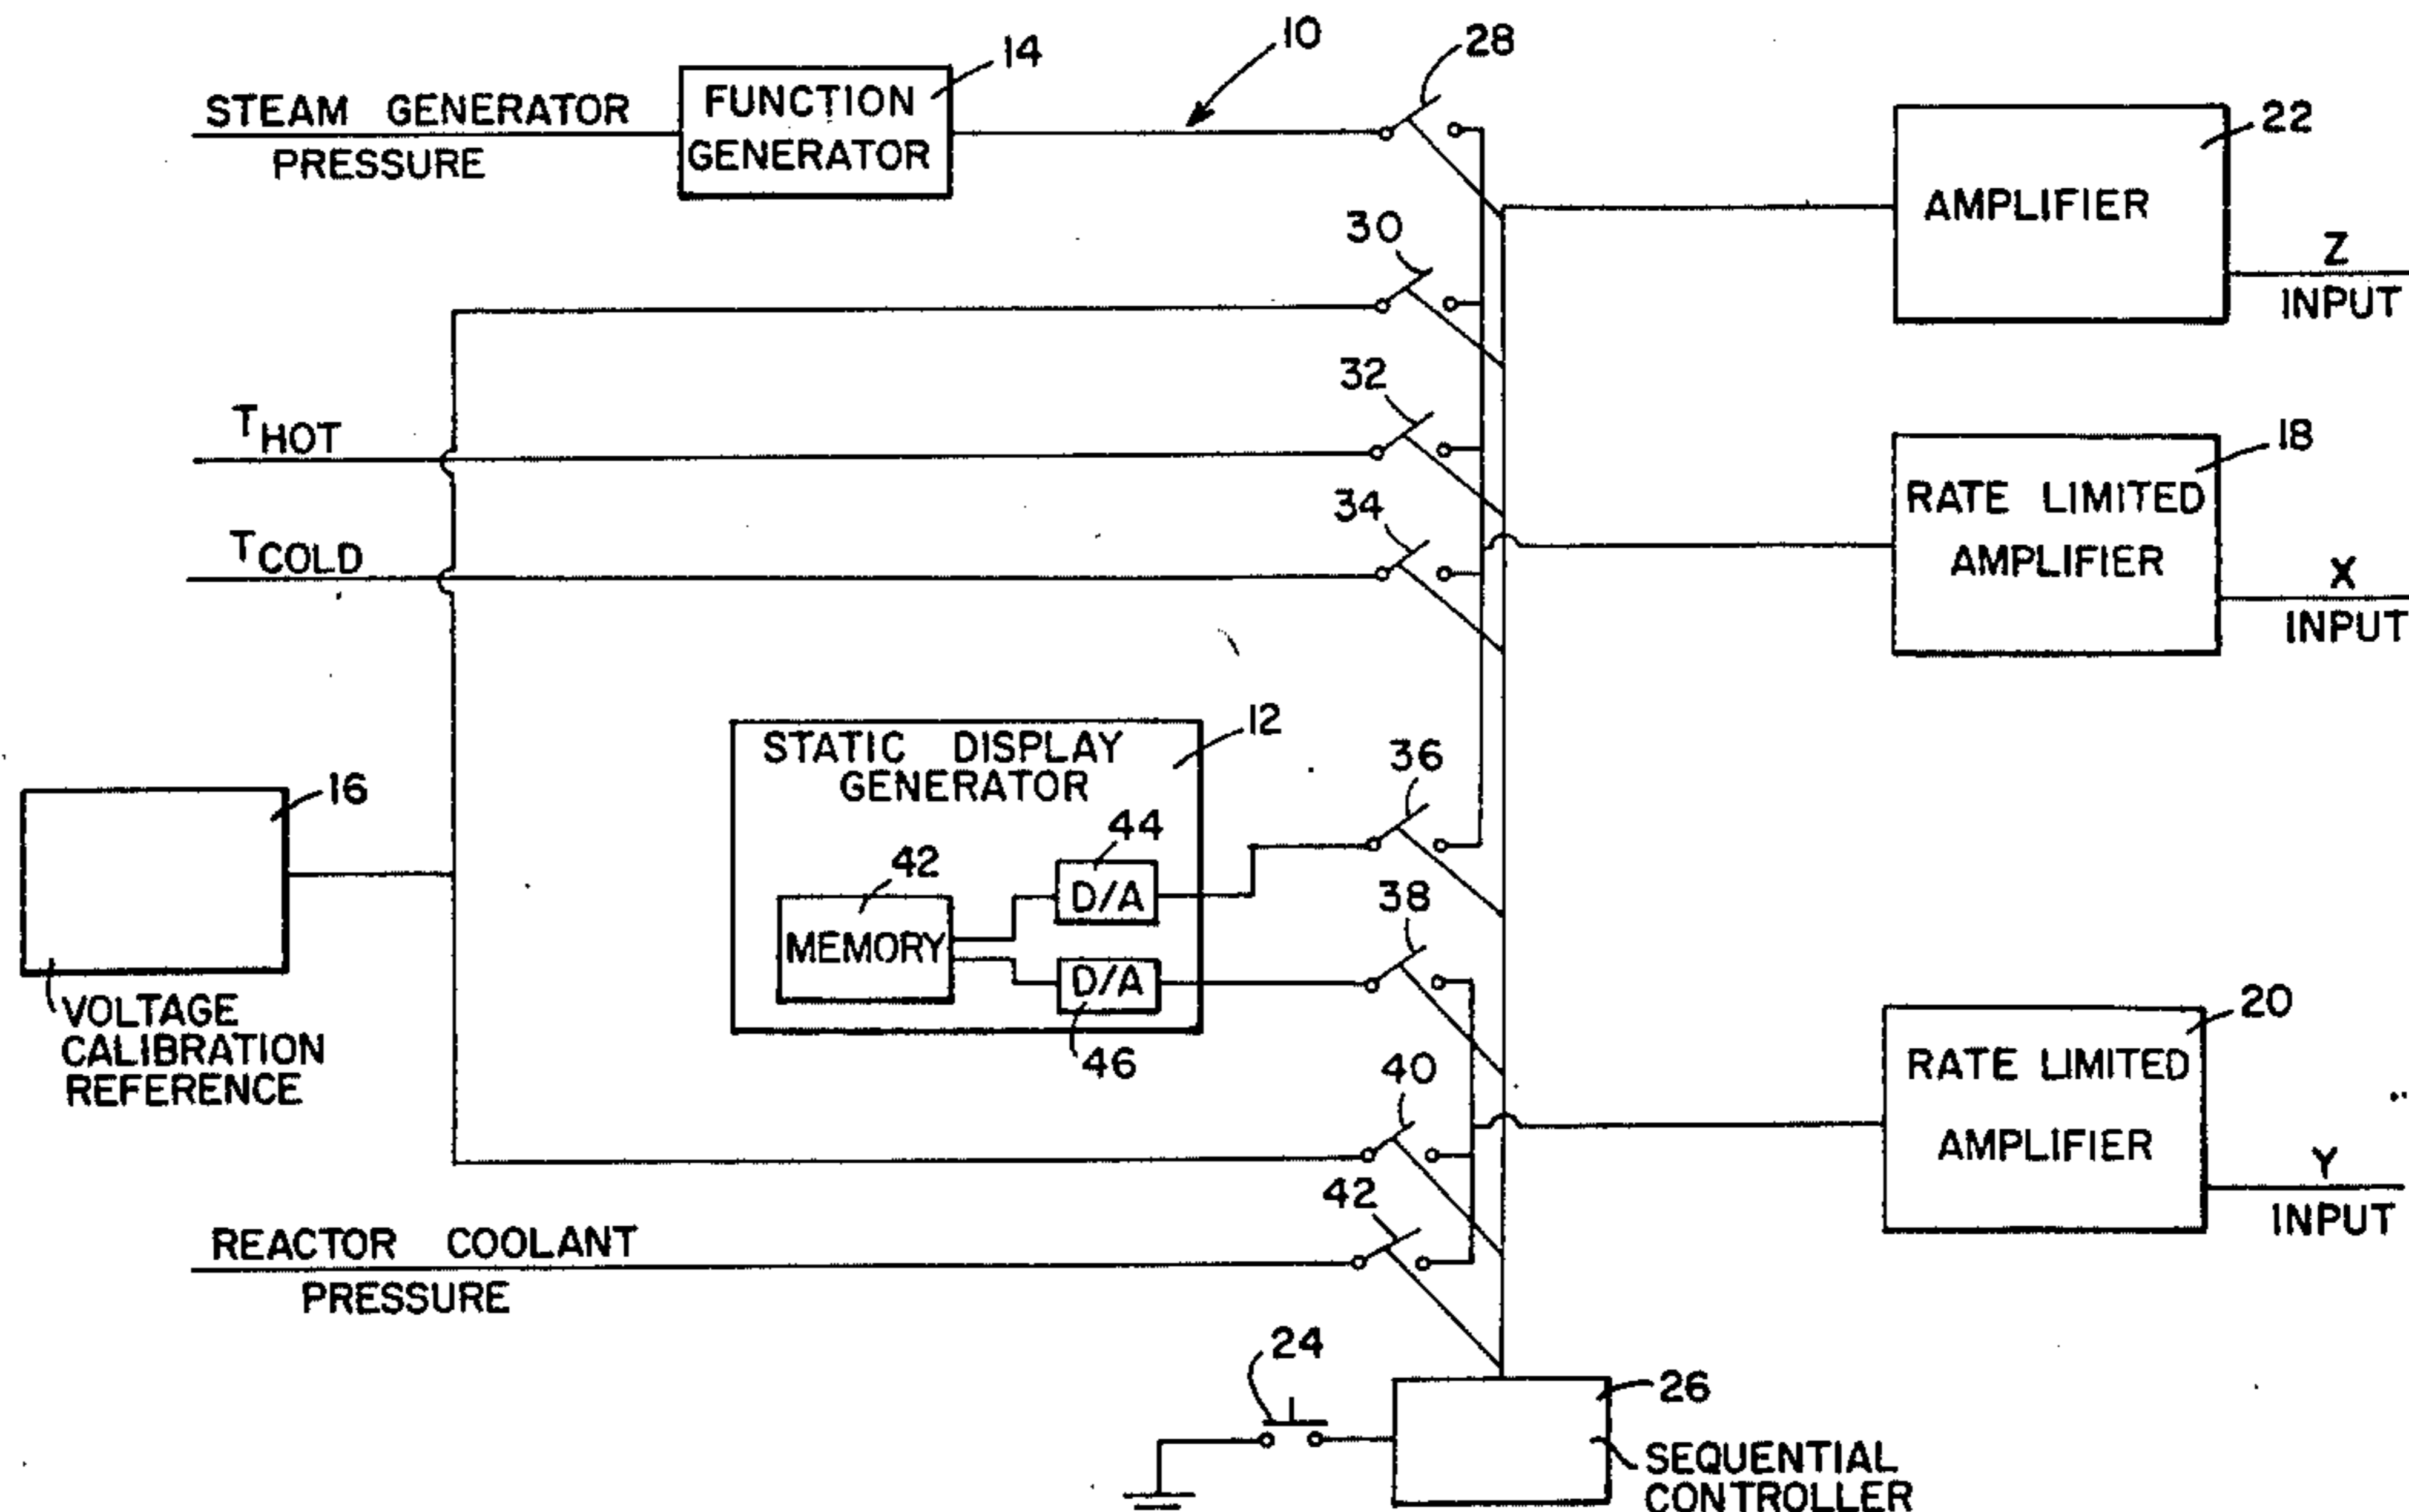 10
28
14
FUNCTION
GENERATOR
STEAM GENERATOR
PRESSURE
22
AMPLIFIER
Z
INPUT
30
32
T HOT
18
RATE LIMITED
AMPLIFIER
X
INPUT
34
T COLD
12
STATIC DISPLAY
GENERATOR
36
16
44
D/A
42
MEMORY
38
D/A
46
VOLTAGE
CALIBRATION
REFERENCE
20
RATE LIMITED
AMPLIFIER
Y
INPUT
40
42
REACTOR COOLANT
PRESSURE
24
26
SEQUENTIAL
CONTROLLER